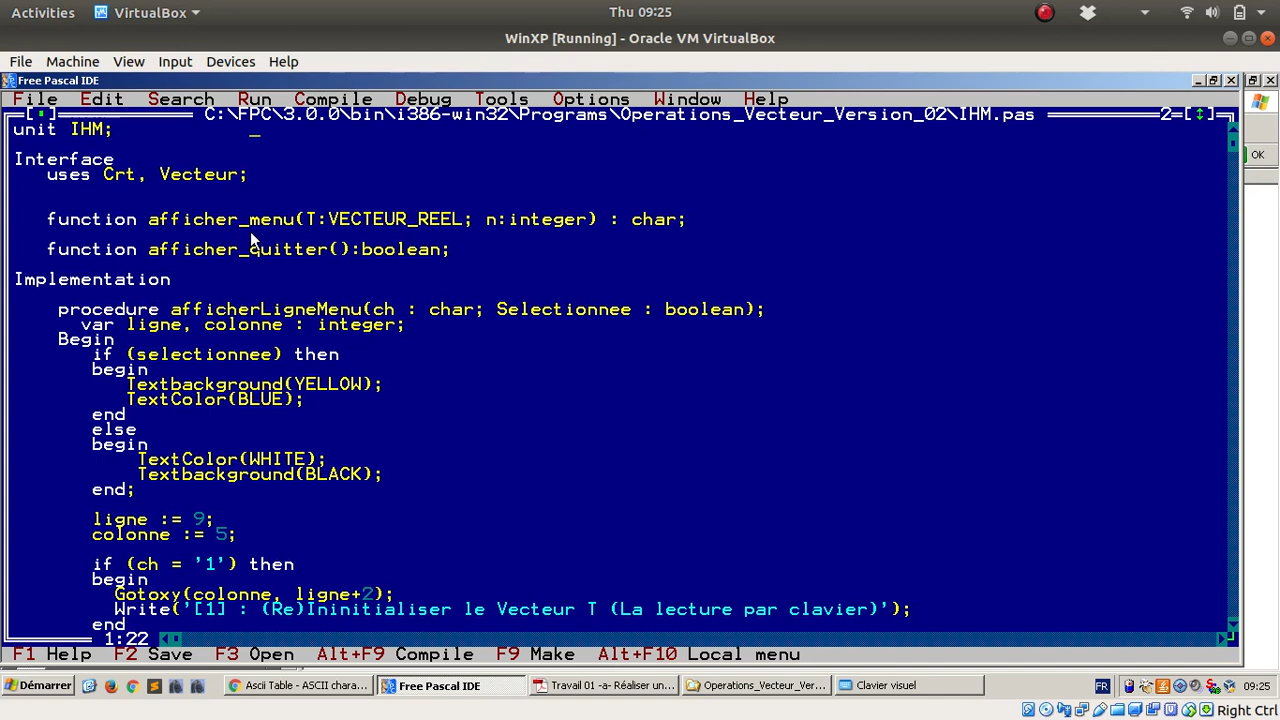 Activities VirtualBox Thu 09:25
WinXP [Running] - Oracle VM VirtualBox
File Machine View Input Devices Help
Free Pascal IDE
File Edit Search Run Compile Debug Tools Options Window Help
C:\FPC\3.0.0\bin\i386-win32\Programs\Operations_Vecteur_Version_02\IHM.pas 2=[↕]
unit IHM;
Interface
uses Crt, Vecteur;
function afficher_menu(T:VECTEUR_REEL; n:integer) : char;
function afficher_quitter():boolean;
Implementation
procedure afficherLigneMenu(ch : char; Selectionnee : boolean);
var ligne, colonne : integer;
Begin
if (selectionnee) then
begin
Textbackground(YELLOW);
TextColor(BLUE);
end
else
begin
TextColor(WHITE);
Textbackground(BLACK);
end;
ligne := 9;
colonne := 5;
if (ch = '1') then
begin
Gotoxy(colonne, ligne+2);
Write('[1] : (Re)Ininitialiser le Vecteur T (La lecture par clavier)');
end
1:22
F1 Help F2 Save F3 Open Alt+F9 Compile F9 Make Alt+F10 Local menu
OK
Démarrer Ascii Table - ASCII chara... Free Pascal IDE Travail 01 -a- Réaliser un... Operations_Vecteur_Ver... Clavier visuel FR 09:25
Right Ctrl